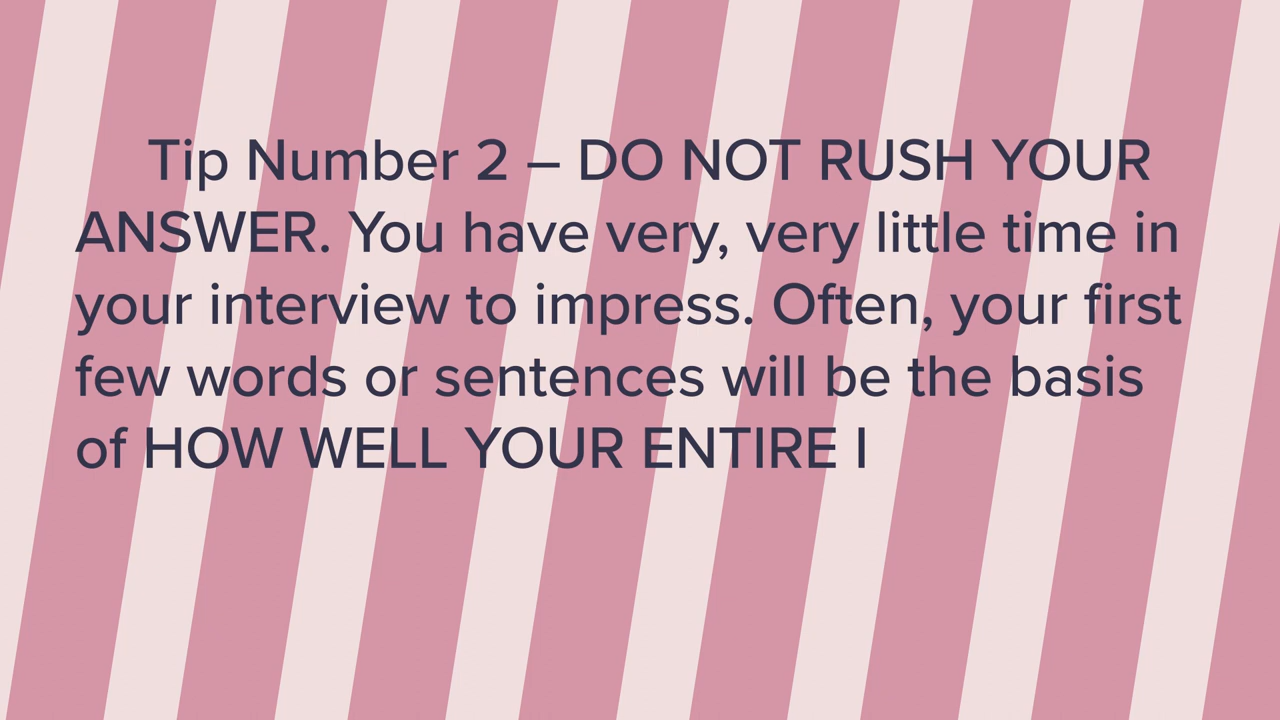 Tip Number 2 – DO NOT RUSH YOUR
ANSWER. You have very, very little time in
your interview to impress. Often, your first
few words or sentences will be the basis
of HOW WELL YOUR ENTIRE I